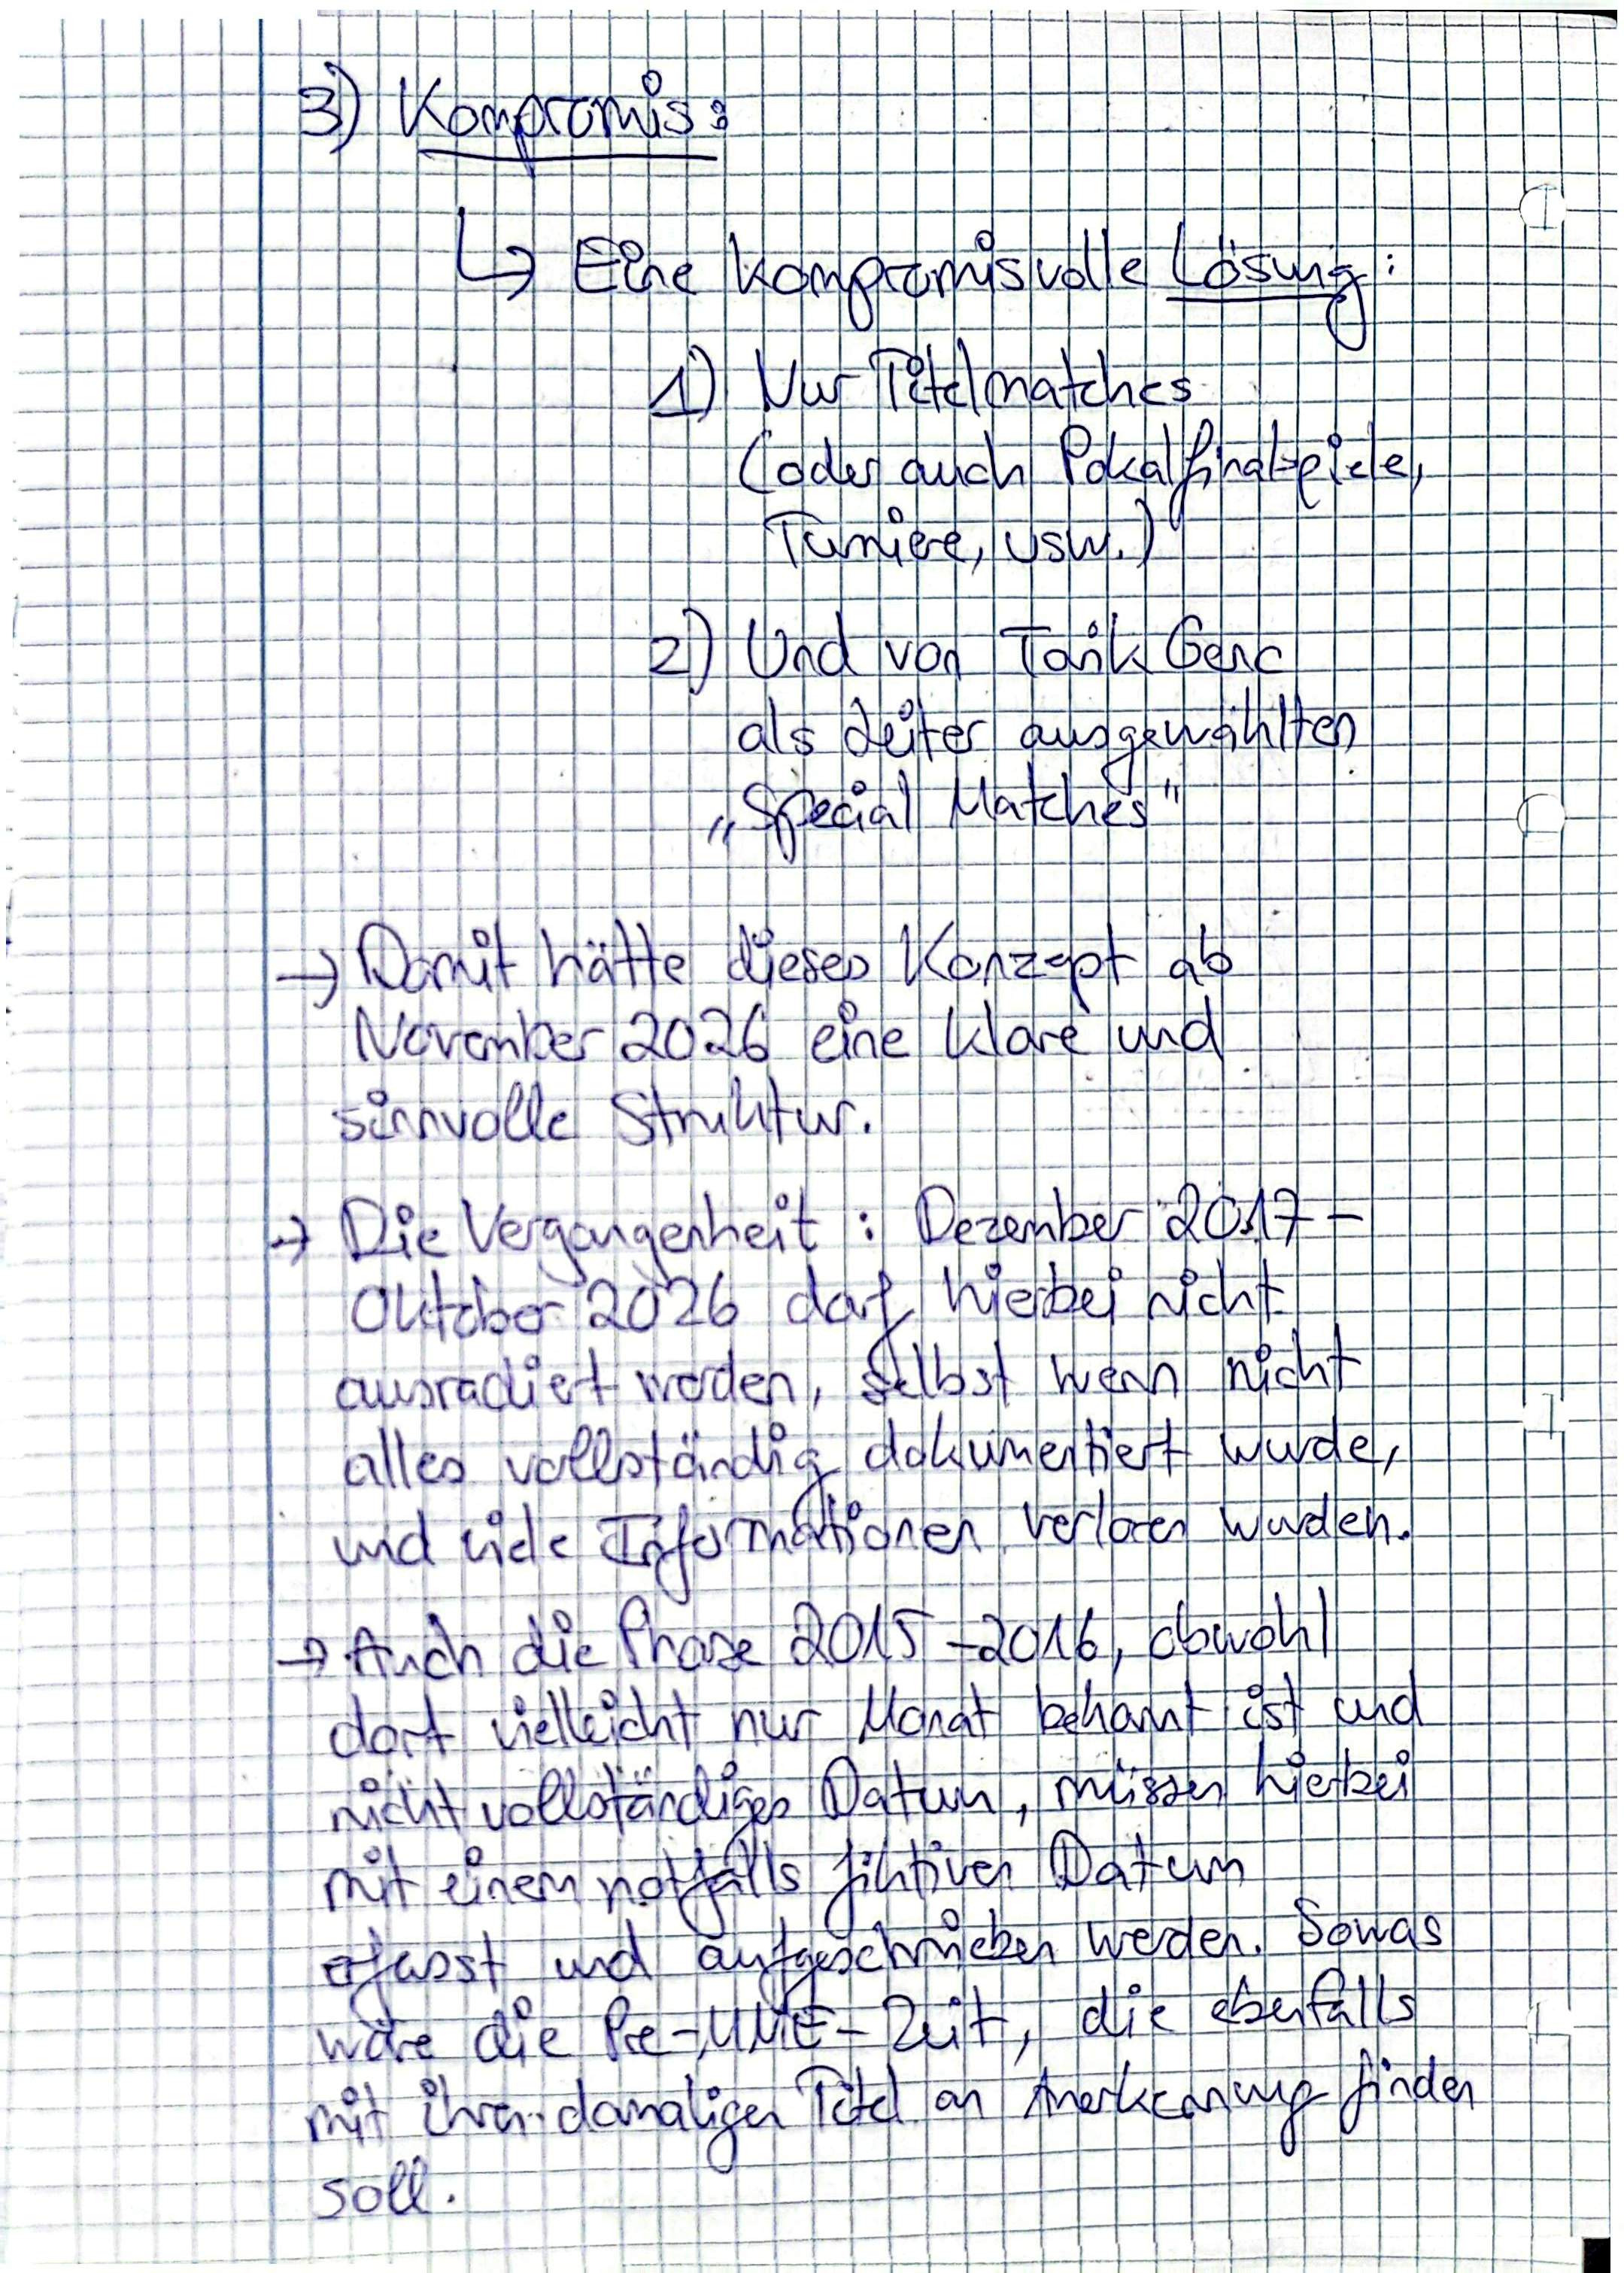 3) Kompromis:
↳ Eine kompromisvolle Lösung:
1) Nur Titelmatches
(oder auch Pokalfinalspiele,
Turniere, usw.)
2) Und von Tarik Genc
als Leiter ausgewählten
„Special Matches"
→ Damit hätte dieses Konzept ab
November 2026 eine klare und
sinnvolle Struktur.
→ Die Vergangenheit: Dezember 2017 –
Oktober 2026 darf hierbei nicht
ausradiert werden, selbst wenn nicht
alles vollständig dokumentiert wurde,
und viele Informationen verloren wurden.
→ Auch die Phase 2015 – 2016, obwohl
dort vielleicht nur Monat bekannt ist und
nicht vollständiges Datum, müssen hierbei
mit einem notfalls fiktiven Datum
erfasst und aufgeschrieben werden. Sowas
wäre die Pre- -Zeit, die ebenfalls
mit ihren damaligen Titel an Anerkennung finden
soll.